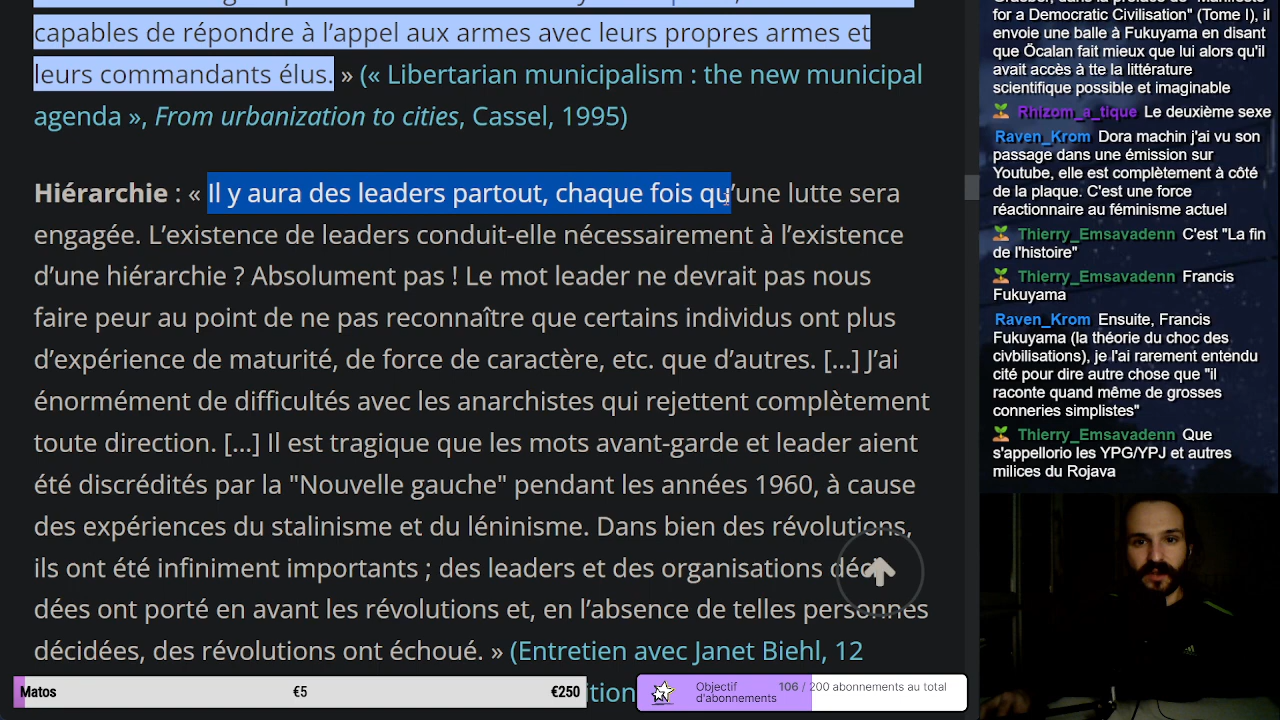 capables de répondre à l’appel aux armes avec leurs propres armes et
leurs commandants élus. » (« Libertarian municipalism : the new municipal
agenda », From urbanization to cities, Cassel, 1995)
Hiérarchie : « Il y aura des leaders partout, chaque fois qu’une lutte sera
engagée. L’existence de leaders conduit-elle nécessairement à l’existence
d’une hiérarchie ? Absolument pas ! Le mot leader ne devrait pas nous
faire peur au point de ne pas reconnaître que certains individus ont plus
d’expérience de maturité, de force de caractère, etc. que d’autres. [...] J’ai
énormément de difficultés avec les anarchistes qui rejettent complètement
toute direction. [...] Il est tragique que les mots avant-garde et leader aient
été discrédités par la "Nouvelle gauche" pendant les années 1960, à cause
des expériences du stalinisme et du léninisme. Dans bien des révolutions,
ils ont été infiniment importants ; des leaders et des organisations déci-
dées ont porté en avant les révolutions et, en l’absence de telles personnes
décidées, des révolutions ont échoué. » (Entretien avec Janet Biehl, 12
Matos €5 €250
Objectif d'abonnements 106 / 200 abonnements au total
for a Democratic Civilisation" (Tome I), il
envoie une balle à Fukuyama en disant
que Öcalan fait mieux que lui alors qu'il
avait accès à tte la littérature
scientifique possible et imaginable
Rhizom_a_tique Le deuxième sexe
Raven_Krom Dora machin j'ai vu son
passage dans une émission sur
Youtube, elle est complètement à côté
de la plaque. C'est une force
réactionnaire au féminisme actuel
Thierry_Emsavadenn C'est "La fin
de l'histoire"
Thierry_Emsavadenn Francis
Fukuyama
Raven_Krom Ensuite, Francis
Fukuyama (la théorie du choc des
civbilisations), je l'ai rarement entendu
cité pour dire autre chose que "il
raconte quand même de grosses
conneries simplistes"
Thierry_Emsavadenn Que
s'appellorio les YPG/YPJ et autres
milices du Rojava